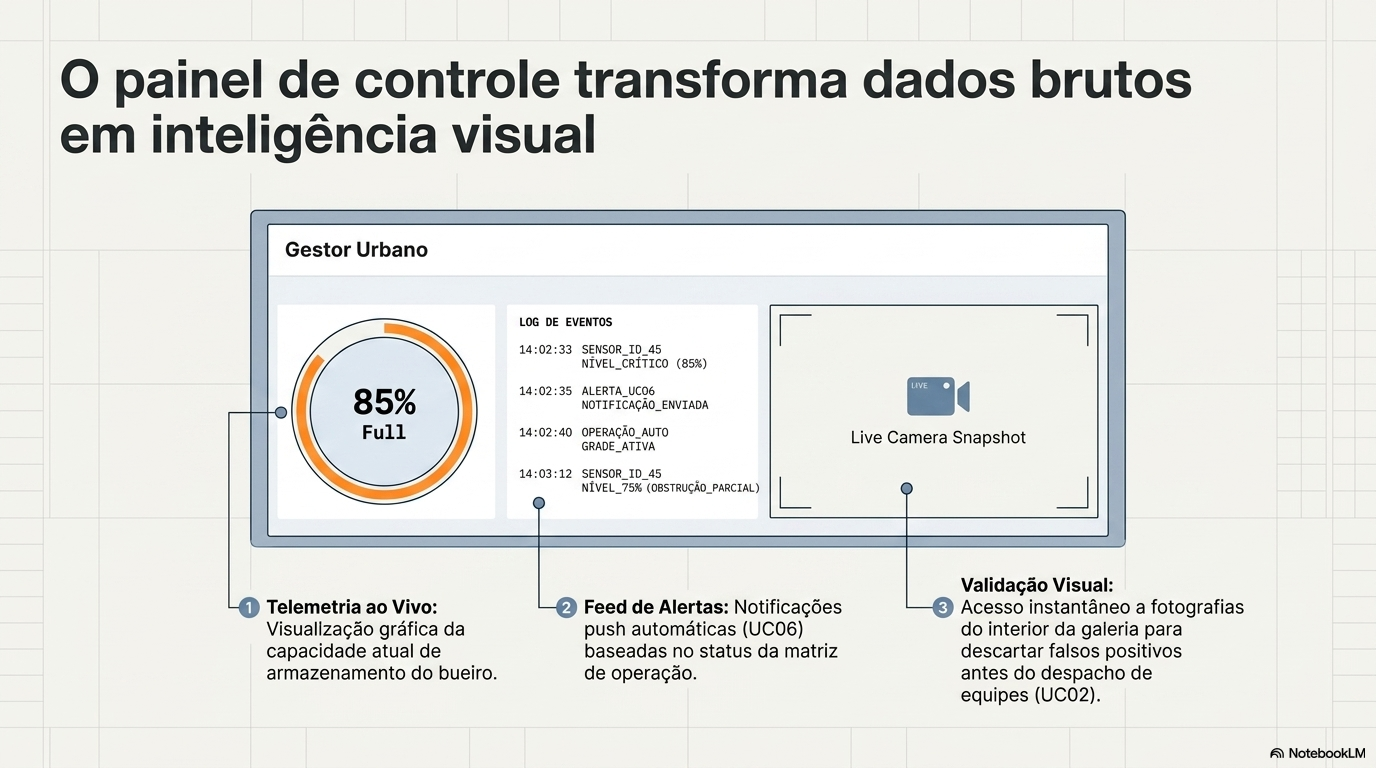 O painel de controle transforma dados brutos
em inteligência visual
Gestor Urbano
85%
Full
LOG DE EVENTOS
14:02:33 SENSOR_ID_45
NÍVEL_CRÍTICO (85%)
14:02:35 ALERTA_UC06
NOTIFICAÇÃO_ENVIADA
14:02:40 OPERAÇÃO_AUTO
GRADE_ATIVA
14:03:12 SENSOR_ID_45
NÍVEL_75% (OBSTRUÇÃO_PARCIAL)
LIVE
Live Camera Snapshot
1 Telemetria ao Vivo:
Visuallzação gráfica da
capacidade atual de
armazenamento do bueiro.
2 Feed de Alertas: Notificações
push automáticas (UC06)
baseadas no status da matriz
de operação.
Validação Visual:
3 Acesso instantâneo a fotografias
do interior da galeria para
descartar falsos positivos
antes do despacho de
equipes (UC02).
NotebookLM